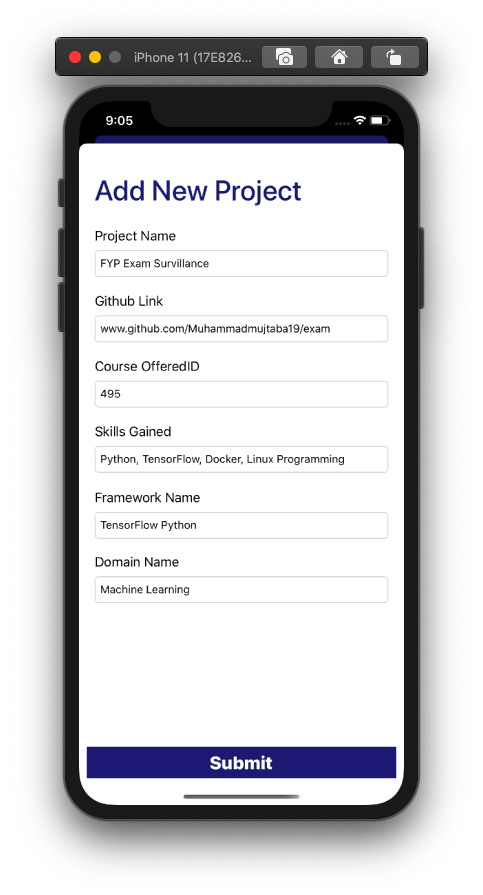 iPhone 11 (17E826...
9:05
Add New Project
Project Name
FYP Exam Survillance
Github Link
www.github.com/Muhammadmujtaba19/exam
Course OfferedID
495
Skills Gained
Python, TensorFlow, Docker, Linux Programming
Framework Name
TensorFlow Python
Domain Name
Machine Learning
Submit